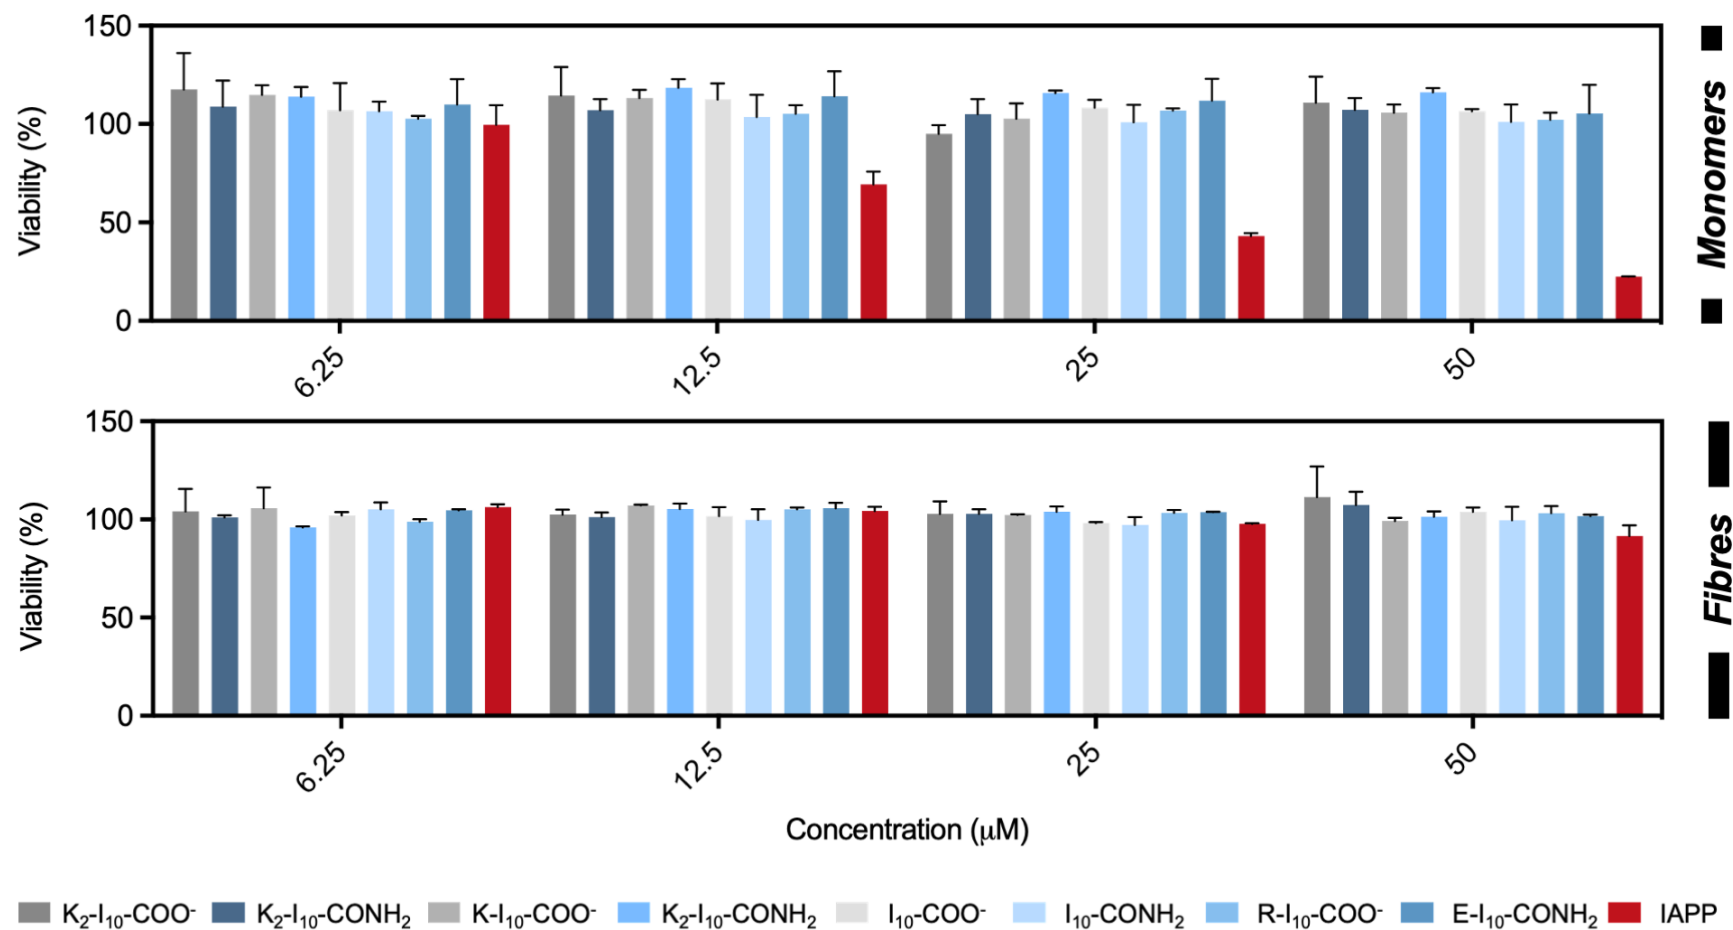 150
100
50
0
Viability (%)
6.25
12.5
25
50
Monomers
150
100
50
0
Viability (%)
6.25
12.5
25
50
Fibres
Concentration (μM)
K₂-I₁₀-COO⁻ K₂-I₁₀-CONH₂ K-I₁₀-COO⁻ K₂-I₁₀-CONH₂ I₁₀-COO⁻ I₁₀-CONH₂ R-I₁₀-COO⁻ E-I₁₀-CONH₂ IAPP